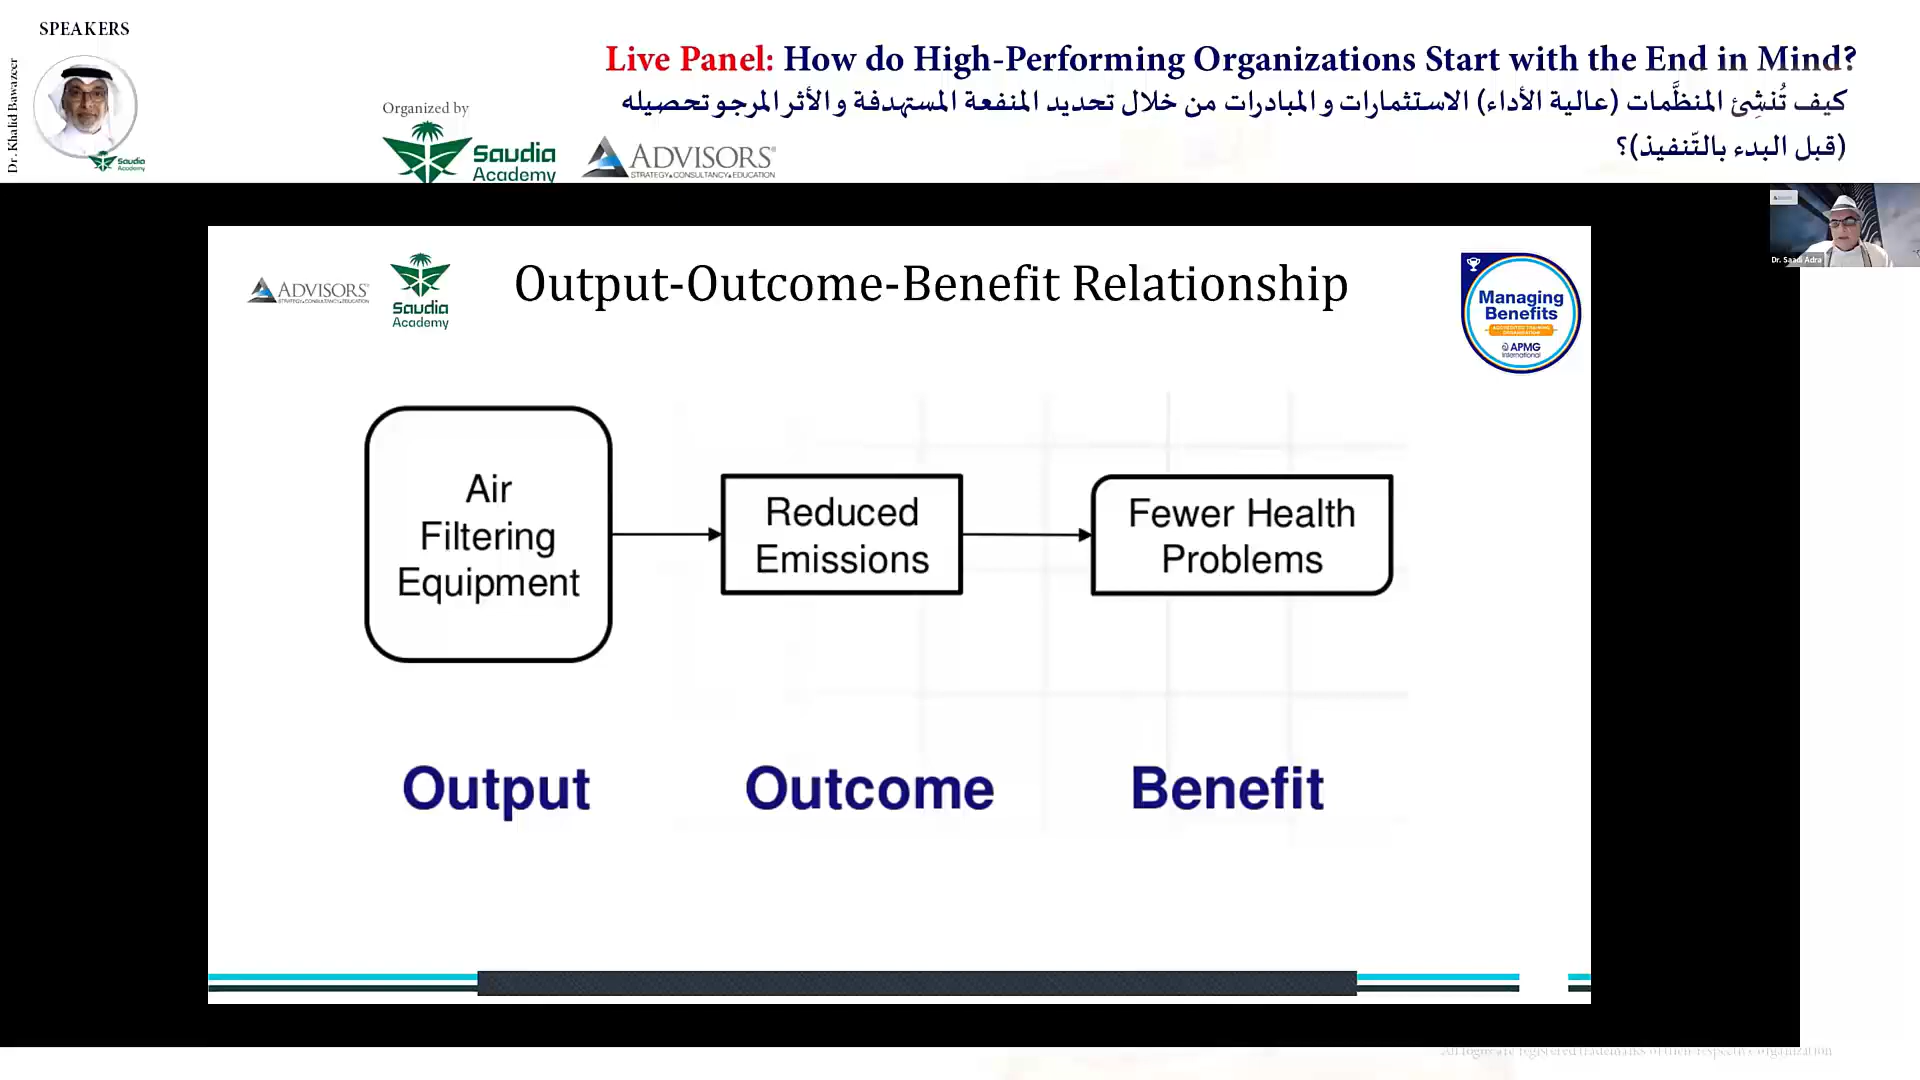 SPEAKERS
Dr. Khalid Bawazeer
Saudia
Academy
Organized by
Saudia
Academy
ADVISORS®
STRATEGY▲CONSULTANCY▲EDUCATION
Live Panel: How do High-Performing Organizations Start with the End in Mind?
كيف تُنشِئ المنظَّمات (عالية الأداء) الاستثمارات و المبادرات من خلال تحديد المنفعة المستهدفة و الأثر المرجو تحصيله
(قبل البدء بالتّنفيذ)؟
Dr. Saadi Adra
ADVISORS®
STRATEGY▲CONSULTANCY▲EDUCATION
Saudia
Academy
Output-Outcome-Benefit Relationship
Managing
Benefits
ACCREDITED TRAINING
ORGANIZATION
APMG
International
Air
Filtering
Equipment
Reduced
Emissions
Fewer Health
Problems
Output
Outcome
Benefit
All logos are registered trademarks of their respective organization